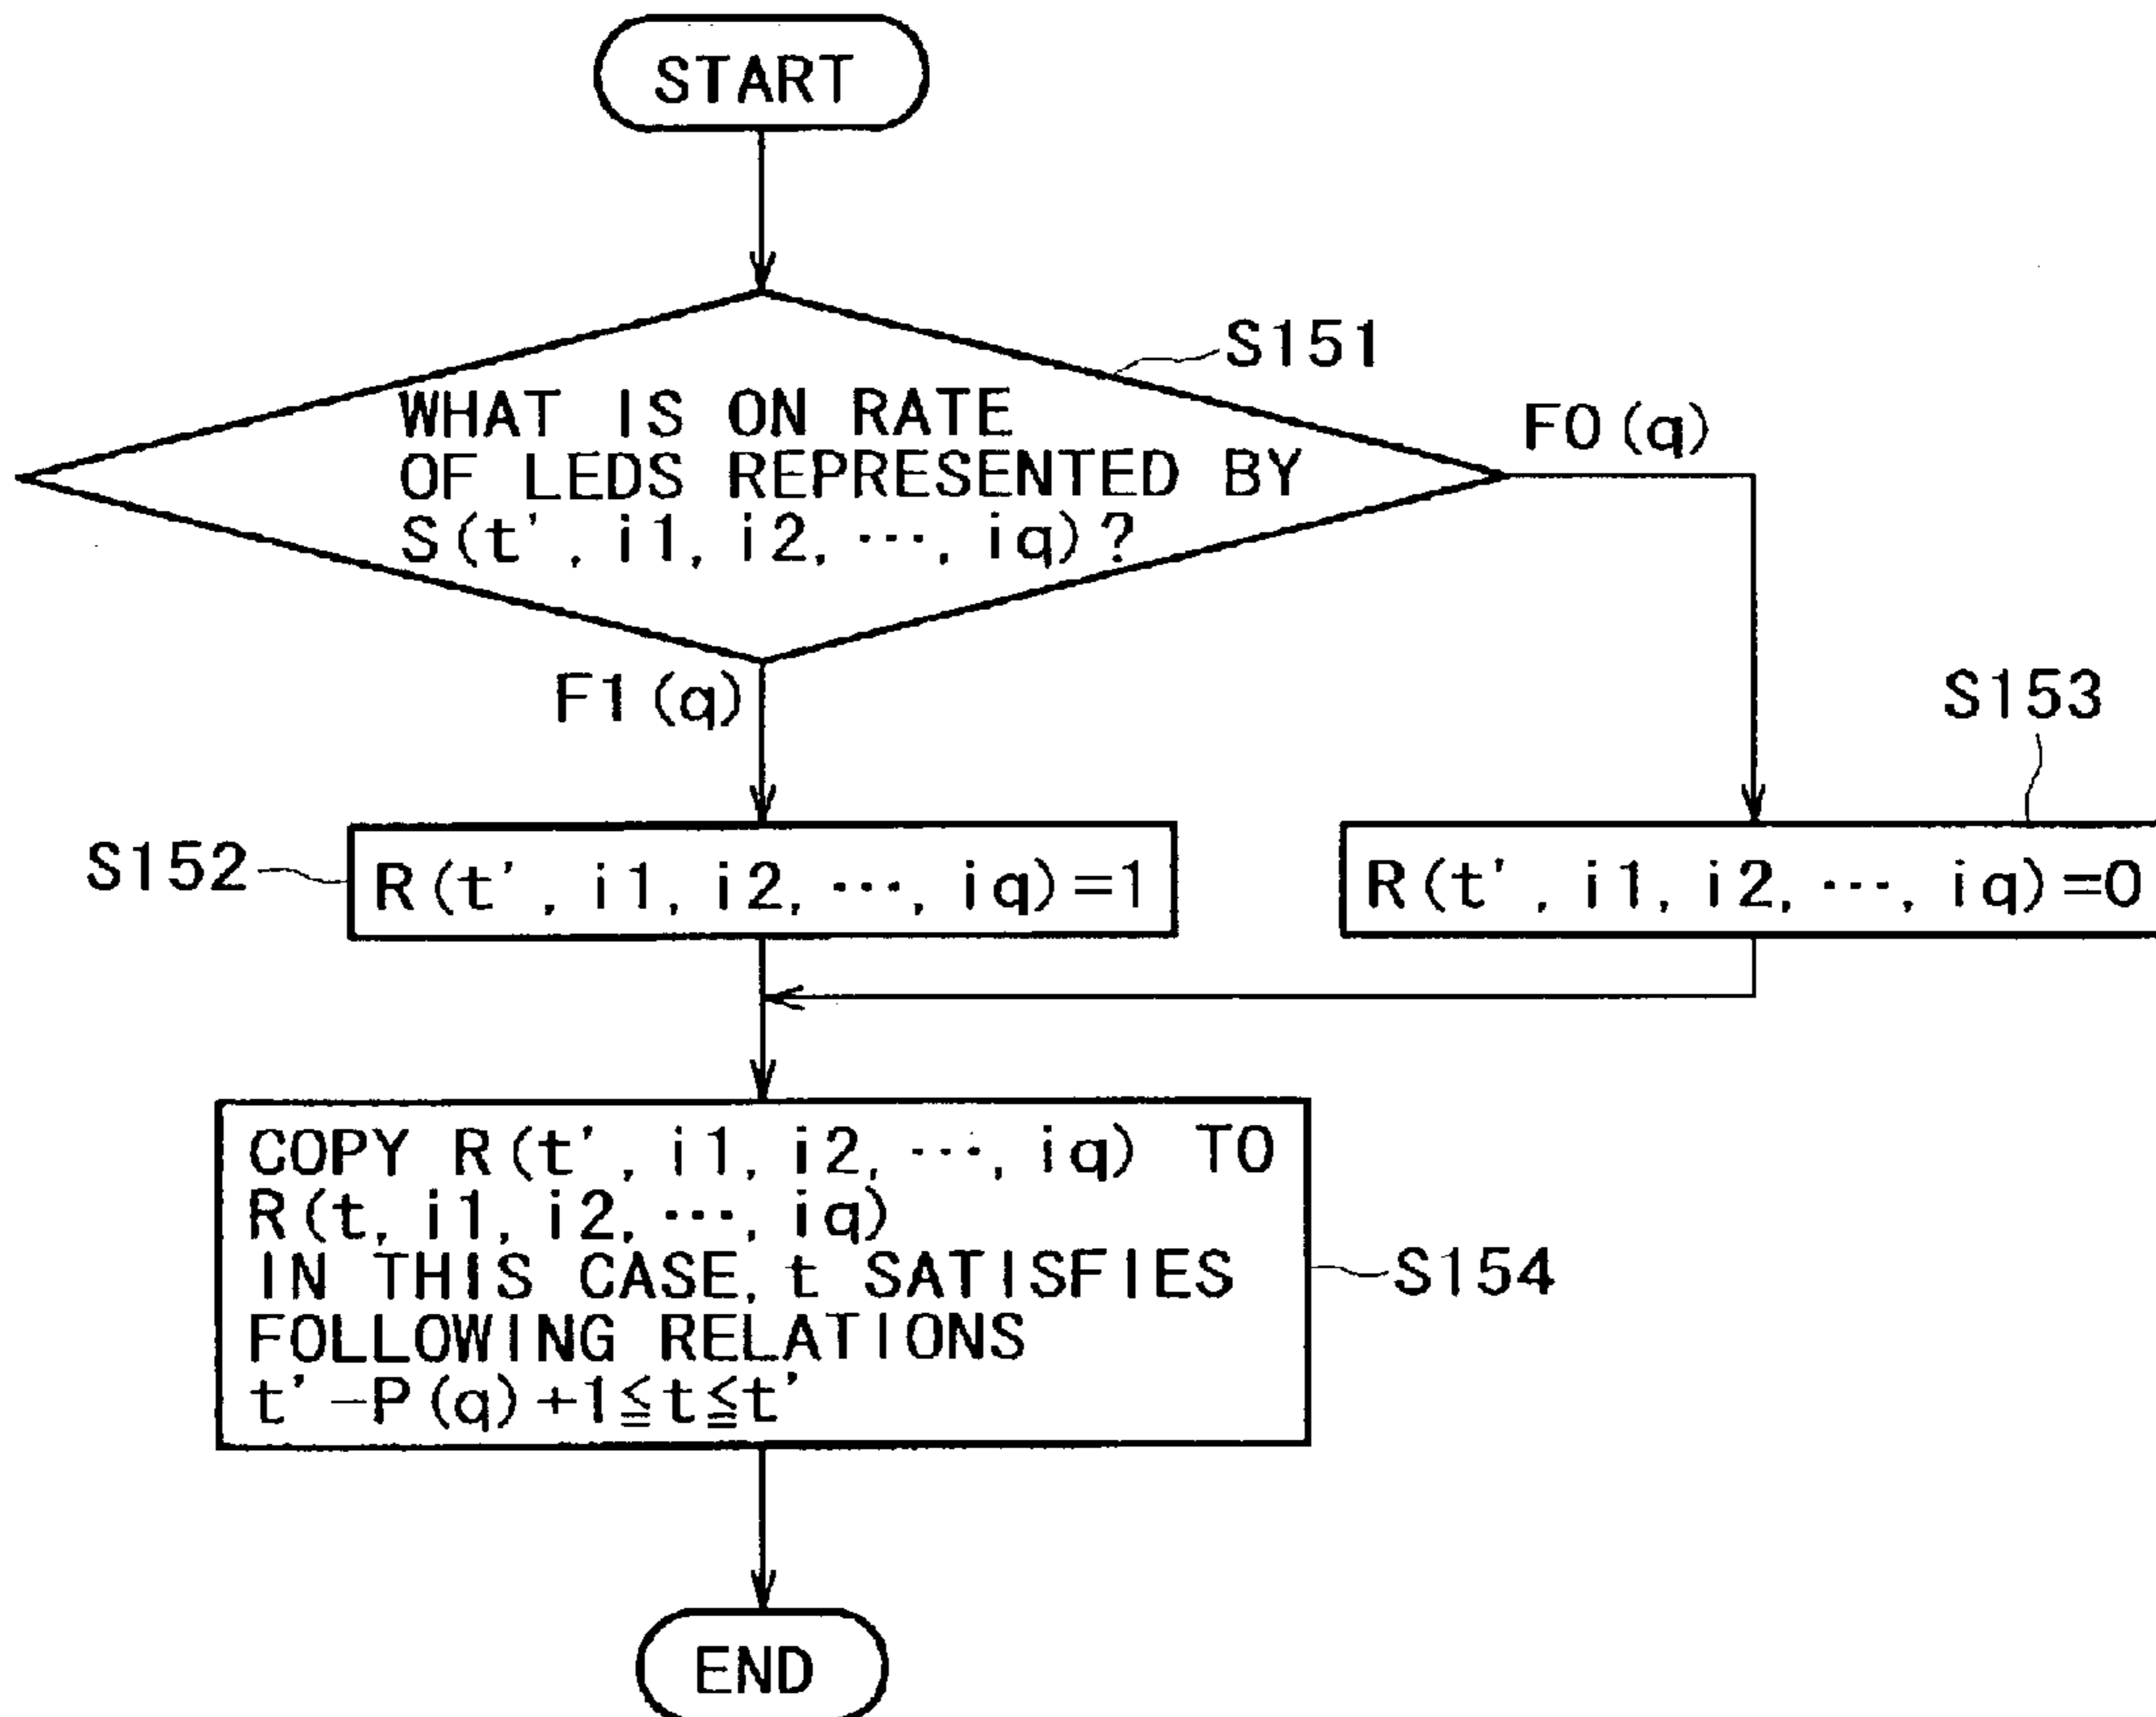 START
S151
WHAT IS ON RATE
OF LEDS REPRESENTED BY
S(t', i1, i2, ···, iq)?
F0(q)
F1(q)
S153
S152
R(t', i1, i2, ···, iq)=1
R(t', i1, i2, ···, iq)=0
COPY R(t', i1, i2, ···, iq) TO
R(t, i1, i2, ···, iq)
IN THIS CASE, t SATISFIES
FOLLOWING RELATIONS
t'-P(q)+1≦t≦t'
S154
END